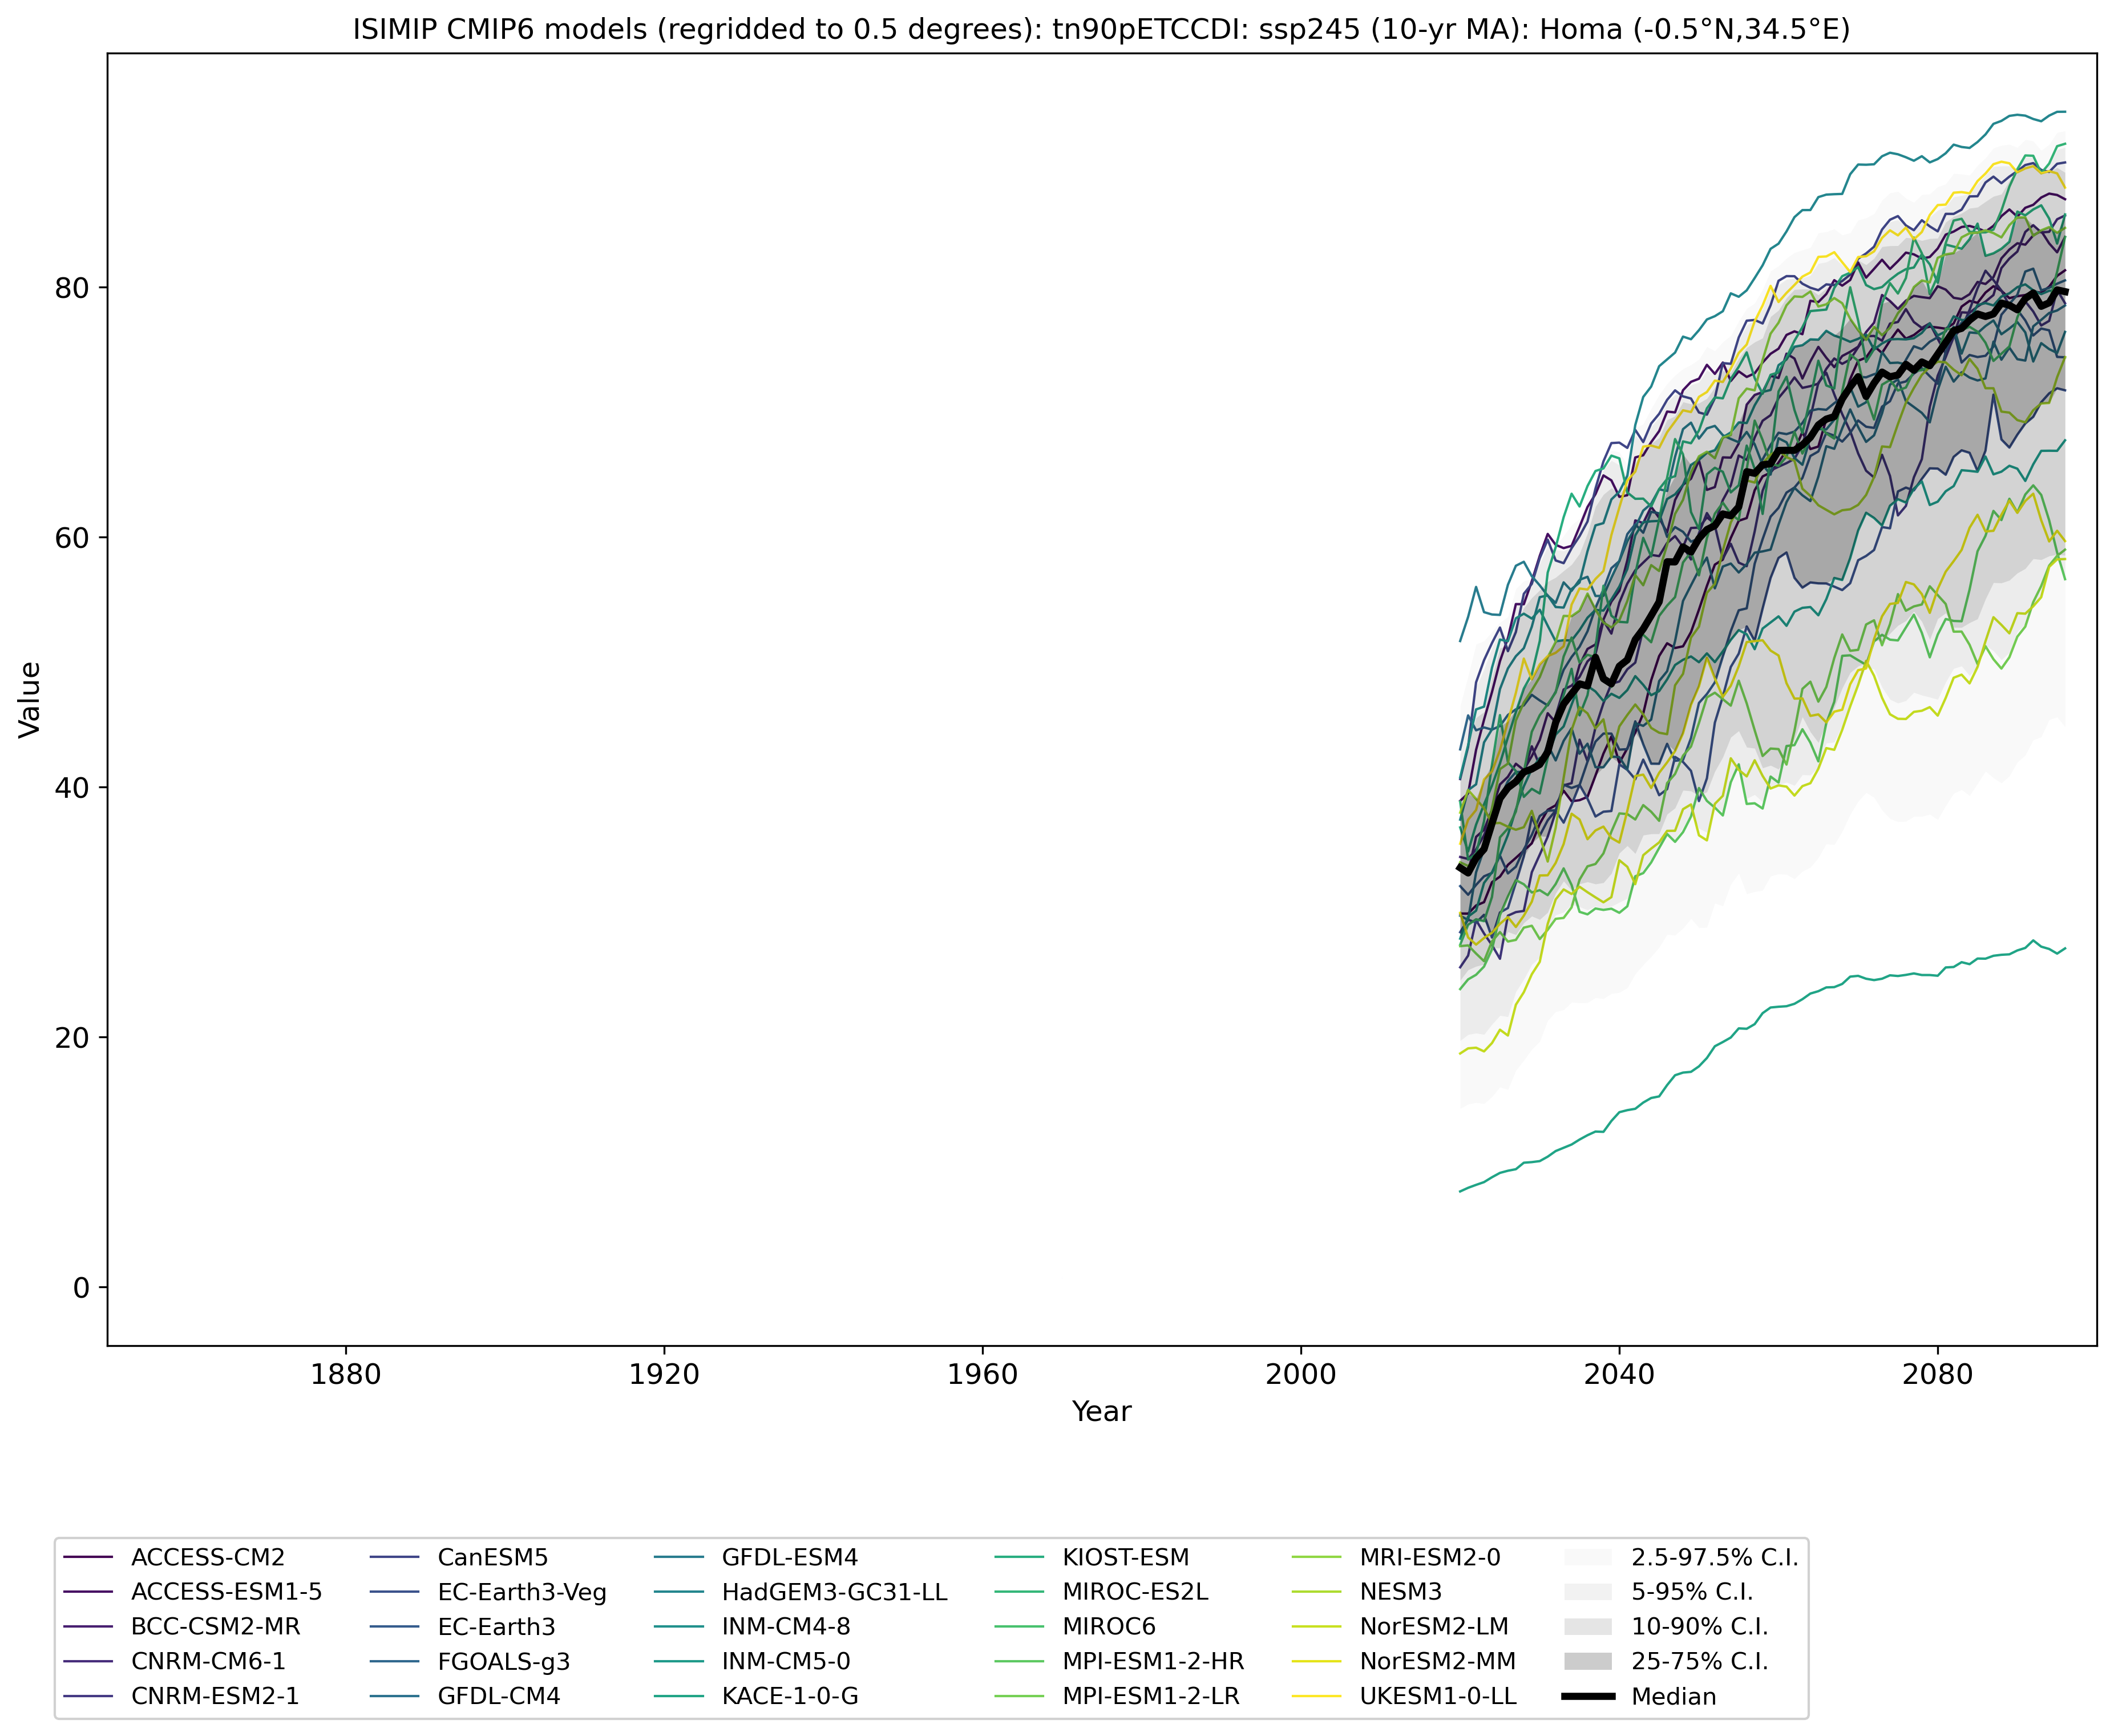 ISIMIP CMIP6 models (regridded to 0.5 degrees): tn90pETCCDI: ssp245 (10-yr MA): Homa (-0.5°N,34.5°E)
Value
80
60
40
20
0
1880 1920 1960 2000 2040 2080
Year
ACCESS-CM2 CanESM5 GFDL-ESM4 KIOST-ESM MRI-ESM2-0 2.5-97.5% C.I.
ACCESS-ESM1-5 EC-Earth3-Veg HadGEM3-GC31-LL MIROC-ES2L NESM3 5-95% C.I.
BCC-CSM2-MR EC-Earth3 INM-CM4-8 MIROC6 NorESM2-LM 10-90% C.I.
CNRM-CM6-1 FGOALS-g3 INM-CM5-0 MPI-ESM1-2-HR NorESM2-MM 25-75% C.I.
CNRM-ESM2-1 GFDL-CM4 KACE-1-0-G MPI-ESM1-2-LR UKESM1-0-LL Median